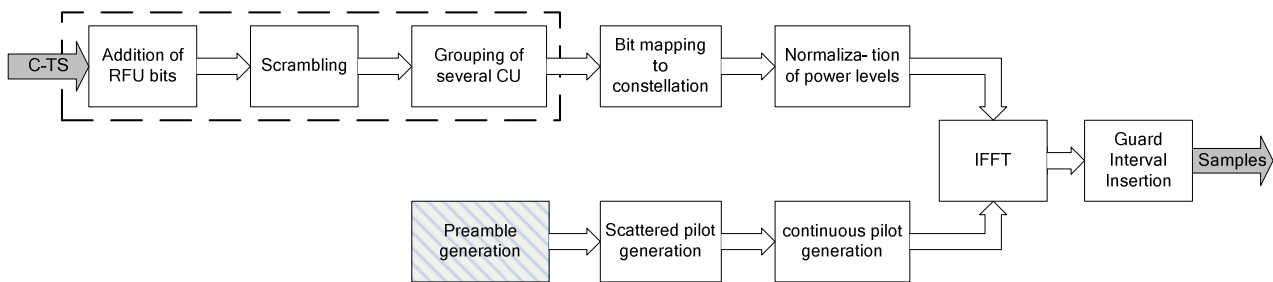 C-TS
Addition of
RFU bits
Scrambling
Grouping of
several CU
Bit mapping
to
constellation
Normaliza- tion
of power levels
IFFT
Guard
Interval
Insertion
Samples
Preamble
generation
Scattered pilot
generation
continuous pilot
generation